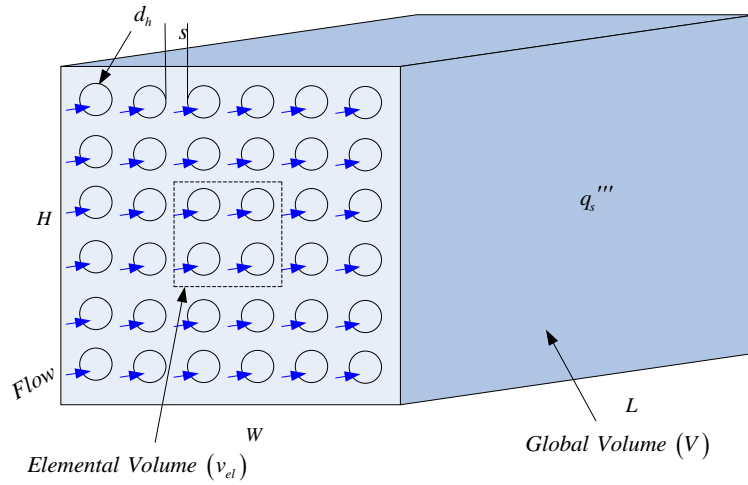 d_h
s
H
q_s'''
Flow
W
L
Elemental Volume (v_el)
Global Volume (V)